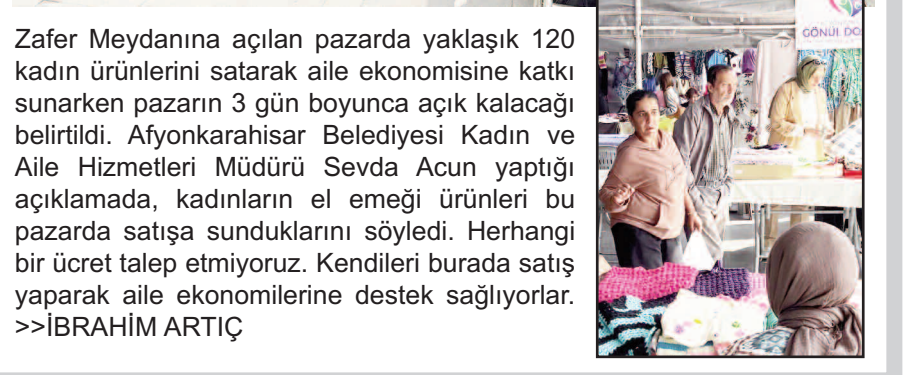 Zafer Meydanına açılan pazarda yaklaşık 120
kadın ürünlerini satarak aile ekonomisine katkı
sunarken pazarın 3 gün boyunca açık kalacağı
belirtildi. Afyonkarahisar Belediyesi Kadın ve
Aile Hizmetleri Müdürü Sevda Acun yaptığı
açıklamada, kadınların el emeği ürünleri bu
pazarda satışa sunduklarını söyledi. Herhangi
bir ücret talep etmiyoruz. Kendileri burada satış
yaparak aile ekonomilerine destek sağlıyorlar.
>>İBRAHİM ARTIÇ
GÖNÜL